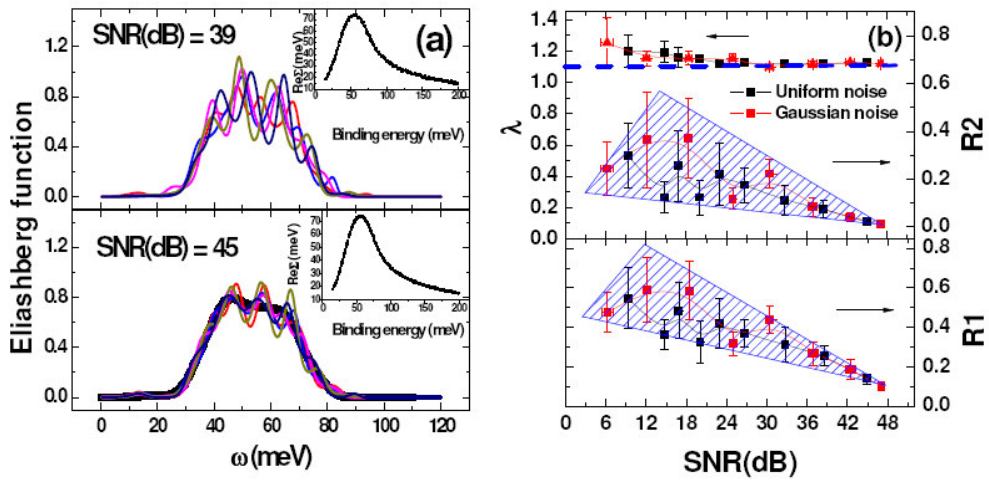 SNR(dB) = 39
(a)
1.2
0.8
0.4
0.0
ReΣ (meV)
70
60
50
40
30
20
10
0 50 100 150 200
Binding energy (meV)
SNR(dB) = 45
1.2
0.8
0.4
0.0
ReΣ (meV)
70
60
50
40
30
20
10
0 50 100 150 200
Binding energy (meV)
Eliashberg function
0 20 40 60 80 100 120
ω (meV)
(b)
1.4
1.2
1.0
0.8
0.6
0.4
0.2
0.0
λ
Uniform noise
Gaussian noise
0.8
0.6
0.4
0.2
0.0
R2
0.8
0.6
0.4
0.2
0.0
R1
0 6 12 18 24 30 36 42 48
SNR(dB)